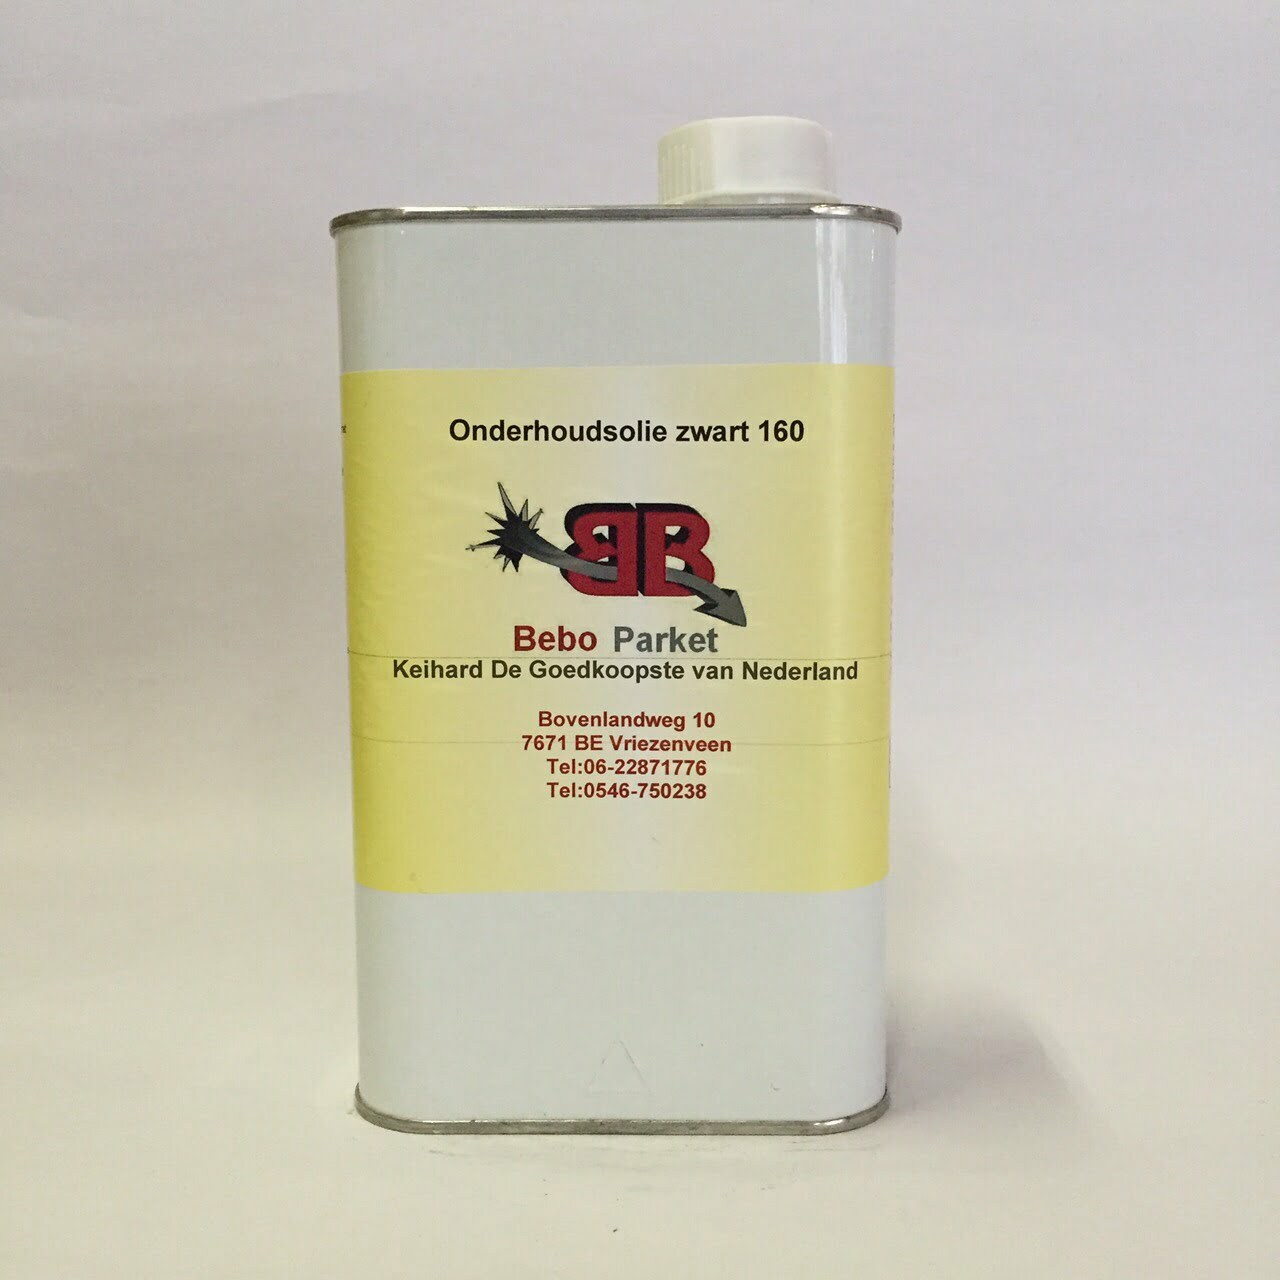 Onderhoudsolie zwart 160
BB
Bebo Parket
Keihard De Goedkoopste van Nederland
Bovenlandweg 10
7671 BE Vriezenveen
Tel:06-22871776
Tel:0546-750238